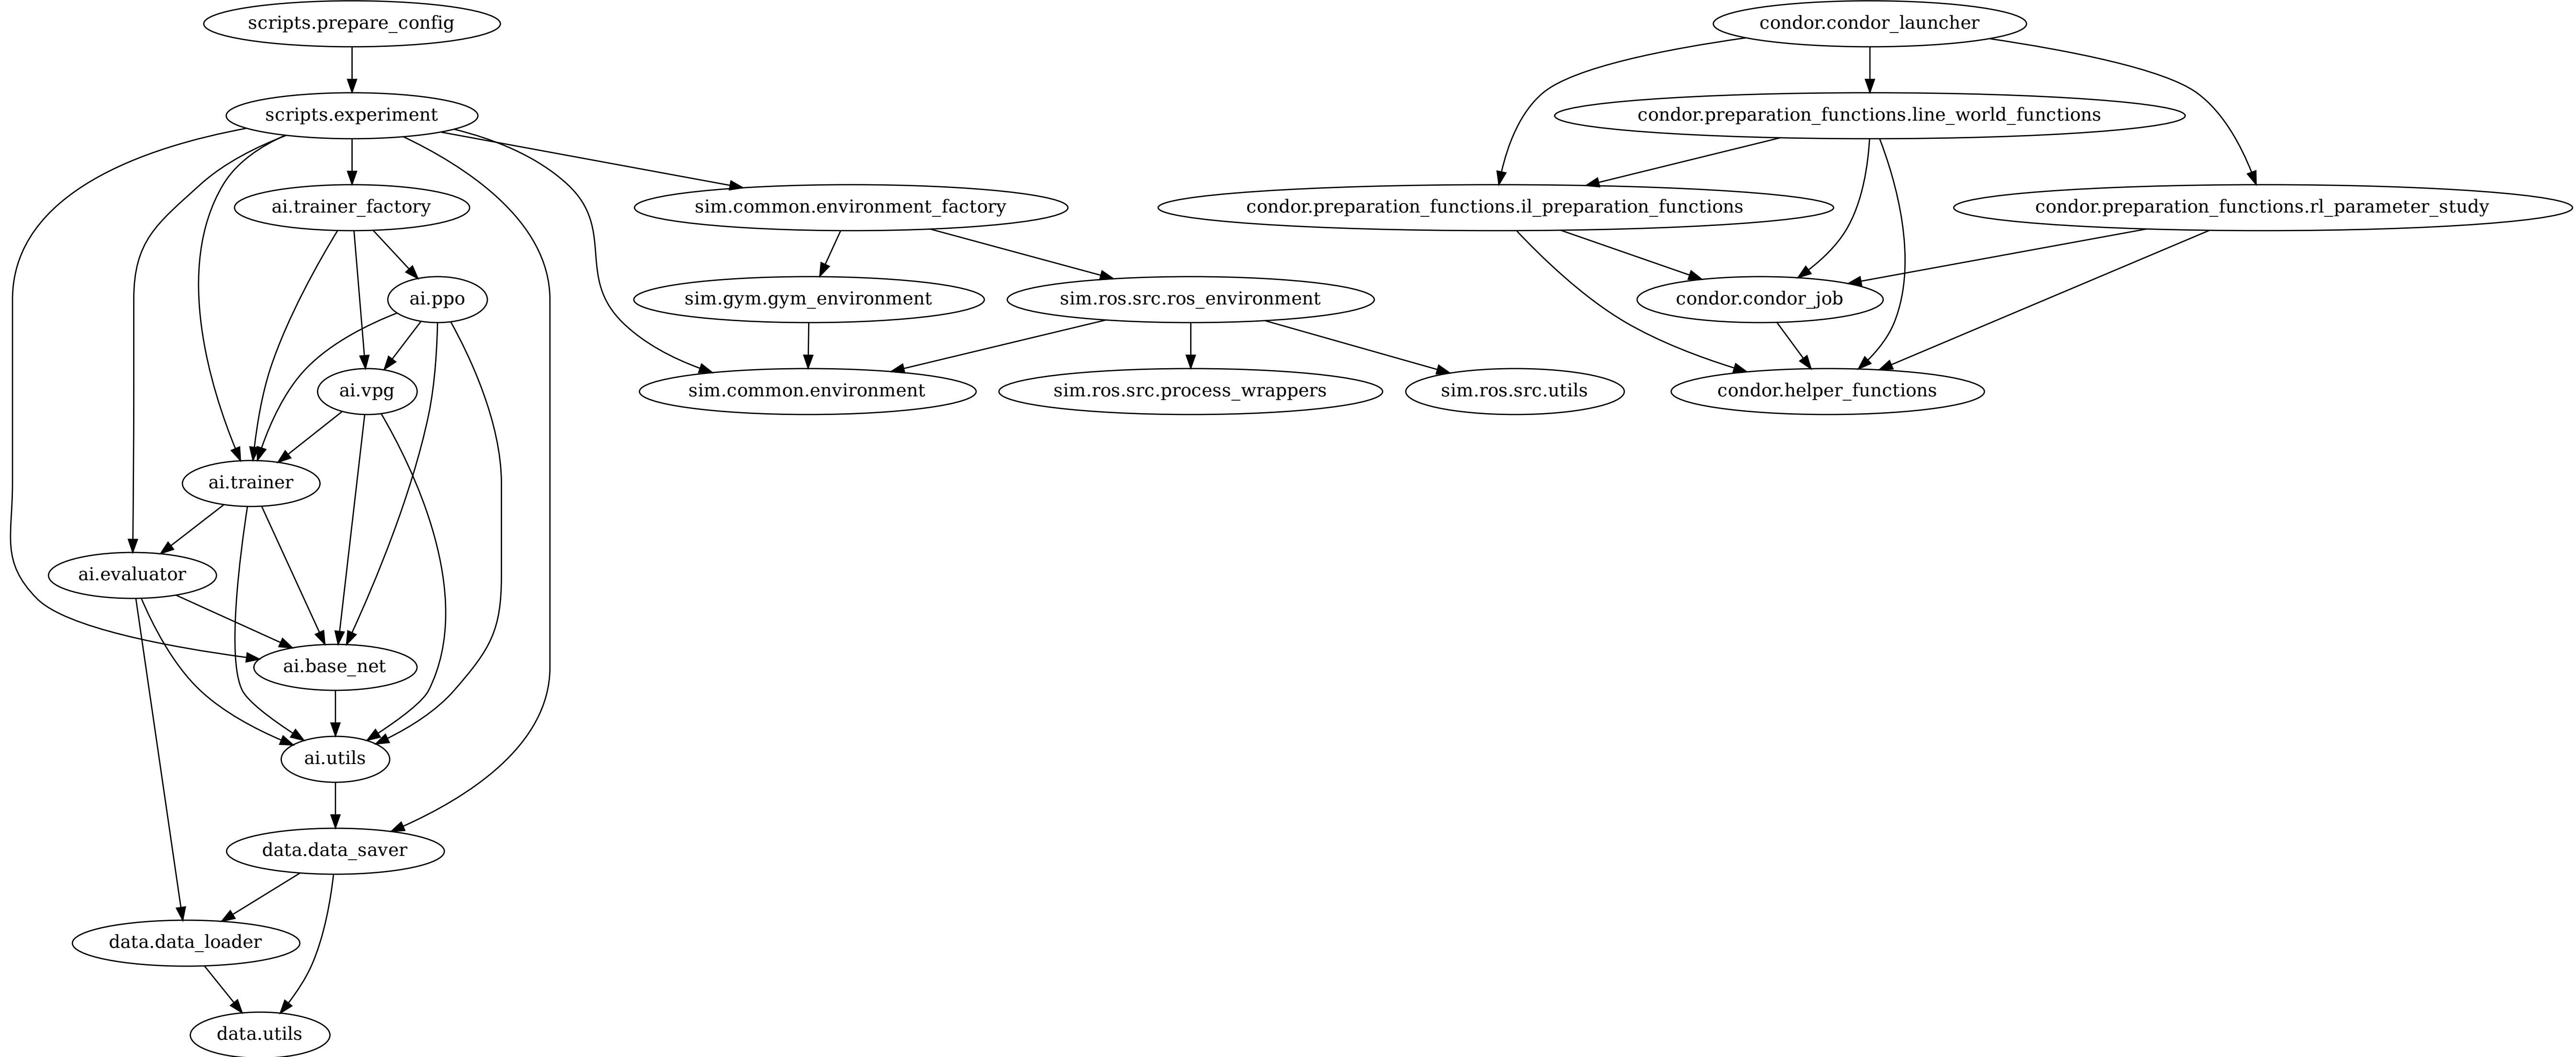 scripts.prepare_config
condor.condor_launcher
scripts.experiment
condor.preparation_functions.line_world_functions
ai.trainer_factory
sim.common.environment_factory
condor.preparation_functions.il_preparation_functions
condor.preparation_functions.rl_parameter_study
ai.ppo
sim.gym.gym_environment
sim.ros.src.ros_environment
condor.condor_job
ai.vpg
sim.common.environment
sim.ros.src.process_wrappers
sim.ros.src.utils
condor.helper_functions
ai.trainer
ai.evaluator
ai.base_net
ai.utils
data.data_saver
data.data_loader
data.utils